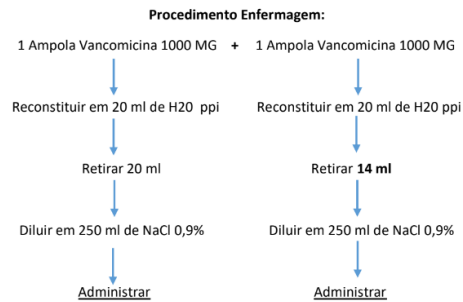 Procedimento Enfermagem:
1 Ampola Vancomicina 1000 MG + 1 Ampola Vancomicina 1000 MG
Reconstituir em 20 ml de H20 ppi Reconstituir em 20 ml de H20 ppi
Retirar 20 ml Retirar 14 ml
Diluir em 250 ml de NaCl 0,9% Diluir em 250 ml de NaCl 0,9%
Administrar Administrar